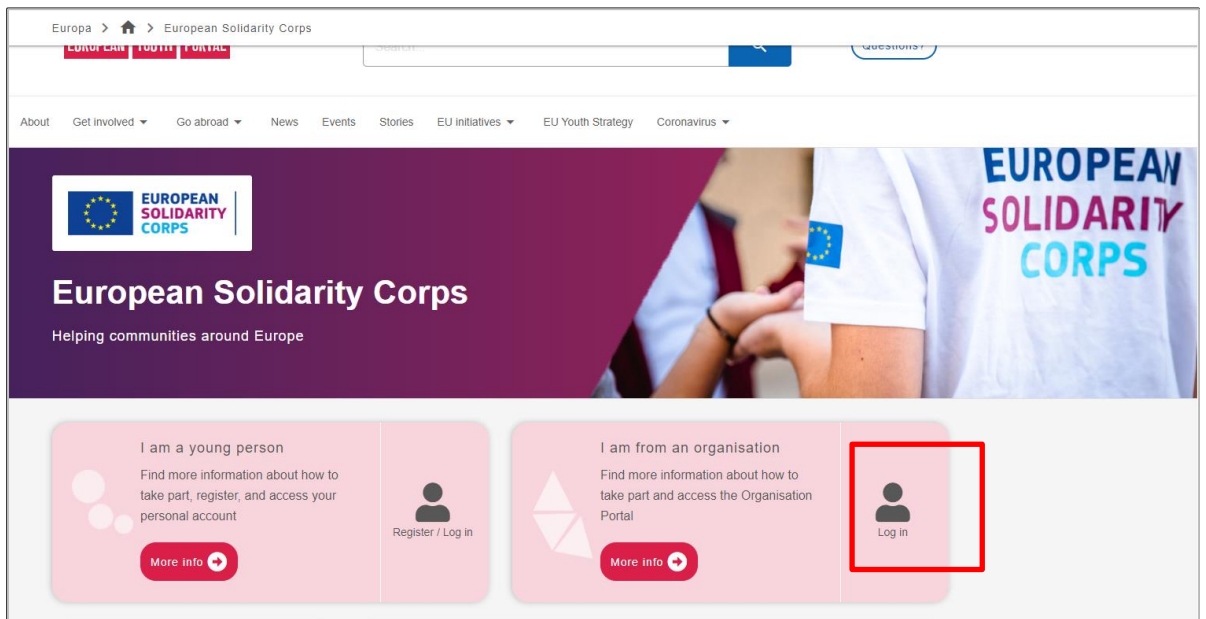 Europa > > European Solidarity Corps
EUROPEAN YOUTH PORTAL
Search...
Questions?
About Get involved Go abroad News Events Stories EU initiatives EU Youth Strategy Coronavirus
EUROPEAN
SOLIDARITY
CORPS
EUROPEAN
SOLIDARITY
CORPS
European Solidarity Corps
Helping communities around Europe
I am a young person
Find more information about how to
take part, register, and access your
personal account
More info
Register / Log in
I am from an organisation
Find more information about how to
take part and access the Organisation
Portal
More info
Log in